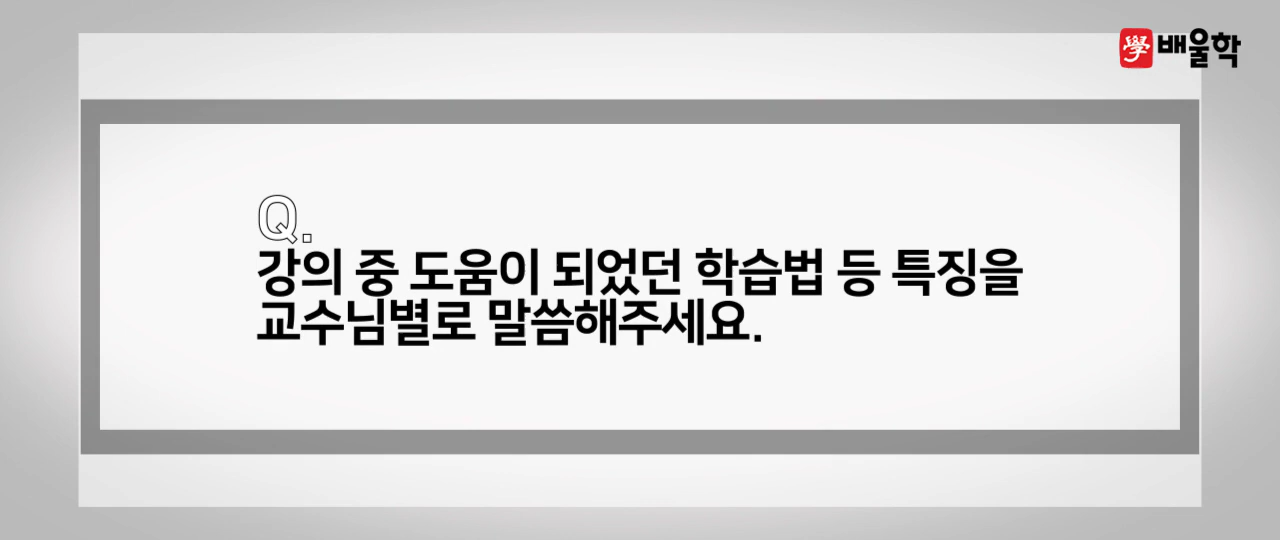 學 배울학
Q.
강의 중 도움이 되었던 학습법 등 특징을
교수님별로 말씀해주세요.